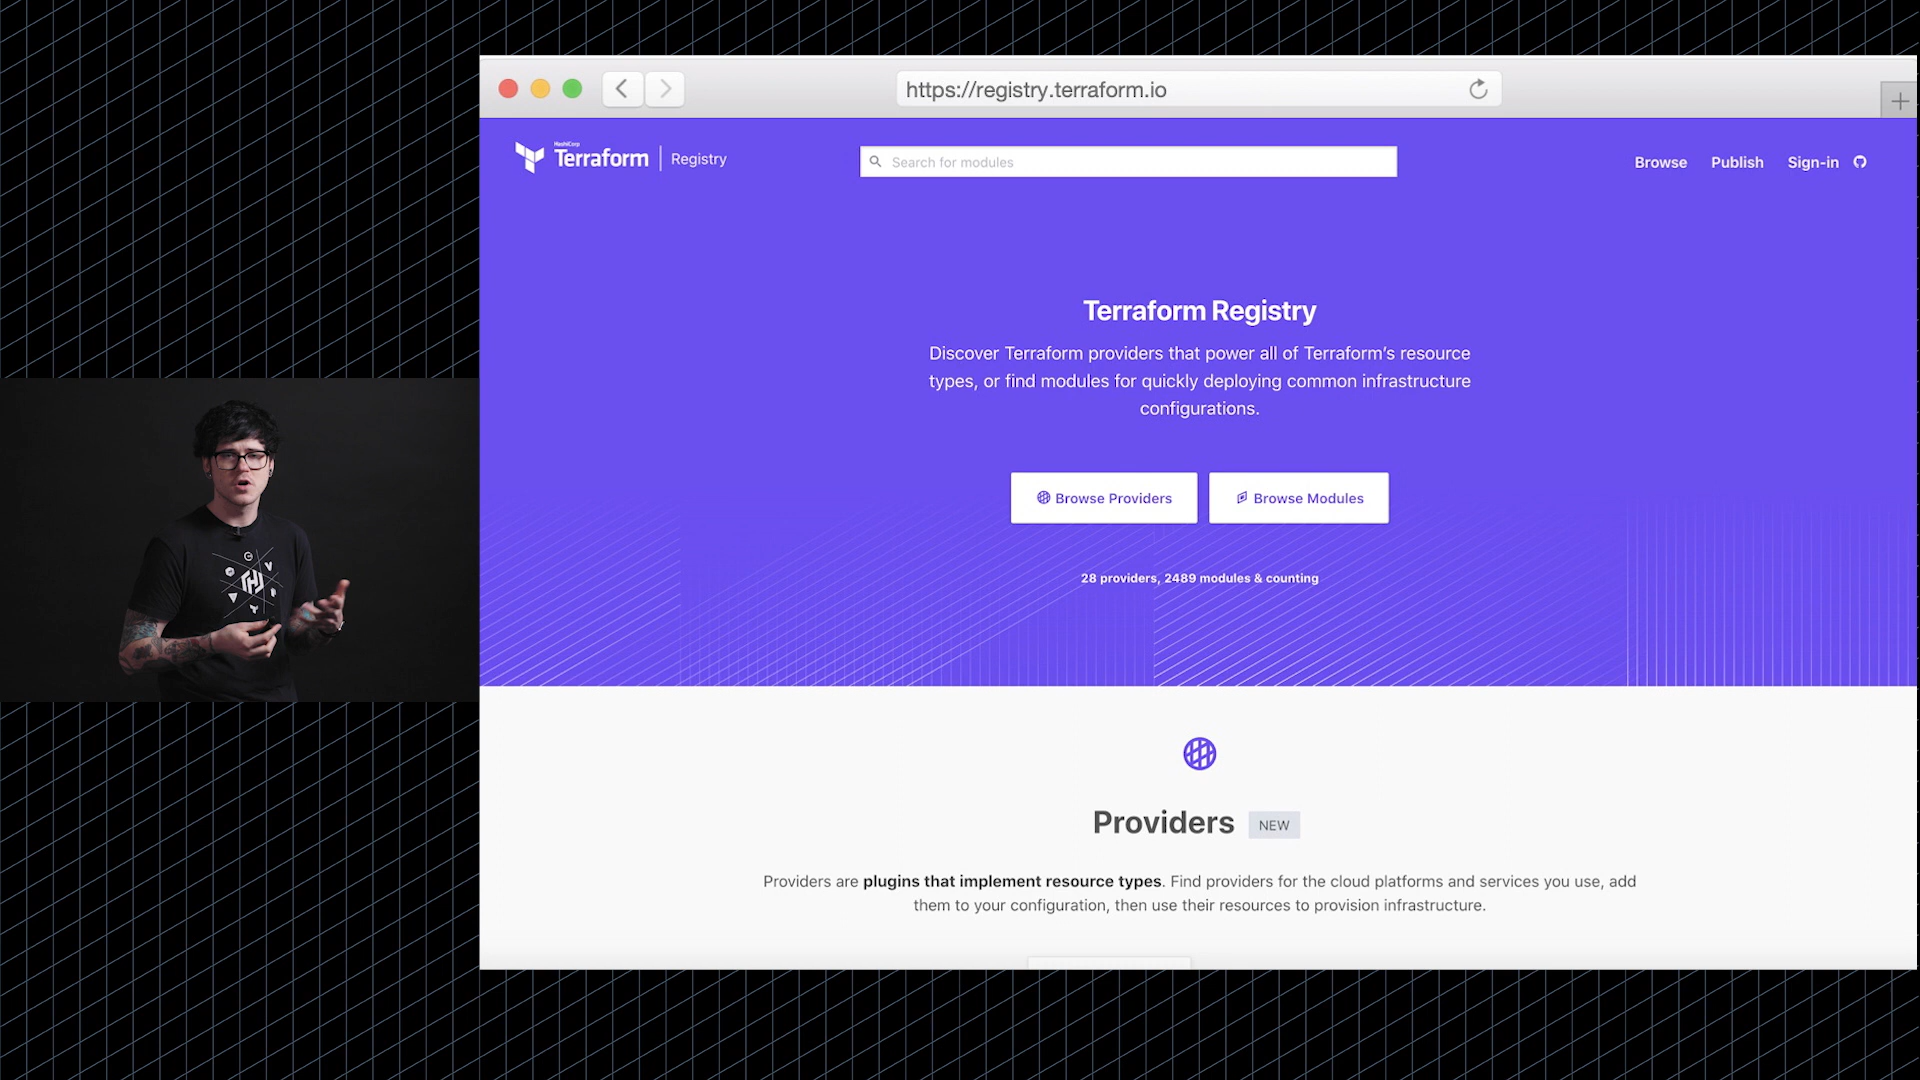 https://registry.terraform.io
HashiCorp
Terraform
Registry
Search for modules
Browse
Publish
Sign-in
Terraform Registry
Discover Terraform providers that power all of Terraform’s resource
types, or find modules for quickly deploying common infrastructure
configurations.
Browse Providers
Browse Modules
28 providers, 2489 modules & counting
Providers NEW
Providers are plugins that implement resource types. Find providers for the cloud platforms and services you use, add
them to your configuration, then use their resources to provision infrastructure.